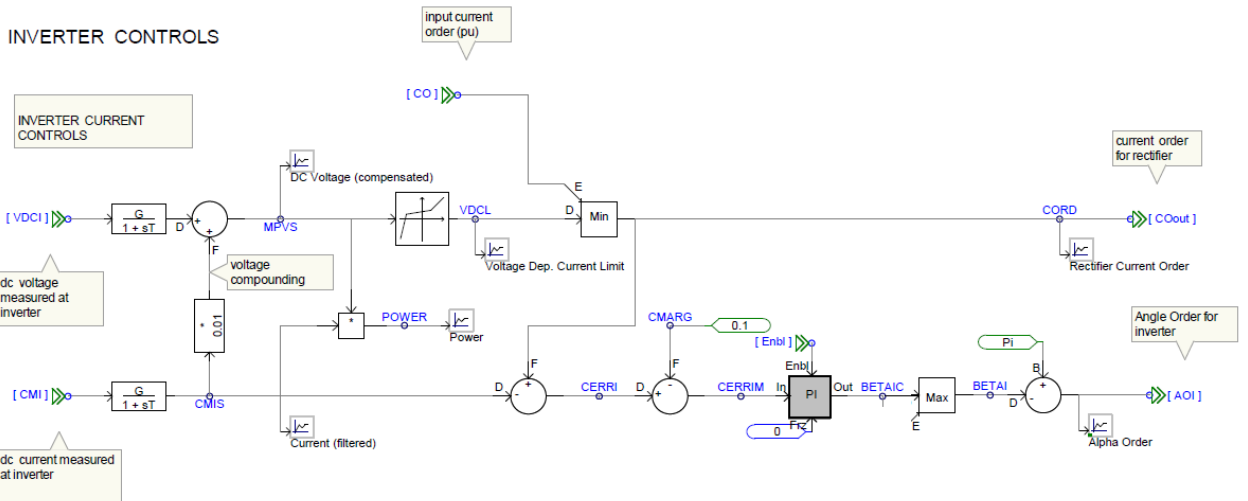 input current
order (pu)
INVERTER CONTROLS
[ CO ]
INVERTER CURRENT
CONTROLS
current order
for rectifier
DC Voltage (compensated)
E
[ VDCI ]
G
1 + sT
D
+
+
F
MPVS
VDCL
D
Min
CORD
[ COout ]
voltage
compounding
Voltage Dep. Current Limit
Rectifier Current Order
dc voltage
measured at
inverter
*
0.01
*
POWER
Power
CMARG
0.1
[ Enbl ]
Angle Order for
inverter
Pi
[ CMI ]
G
1 + sT
CMIS
D
-
+
F
CERRI
D
+
-
F
CERRIM
In
Enbl
PI
Out
Frz
0
BETAIC
Max
E
BETAI
D
-
+
B
[ AOI ]
Current (filtered)
Alpha Order
dc current measured
at inverter